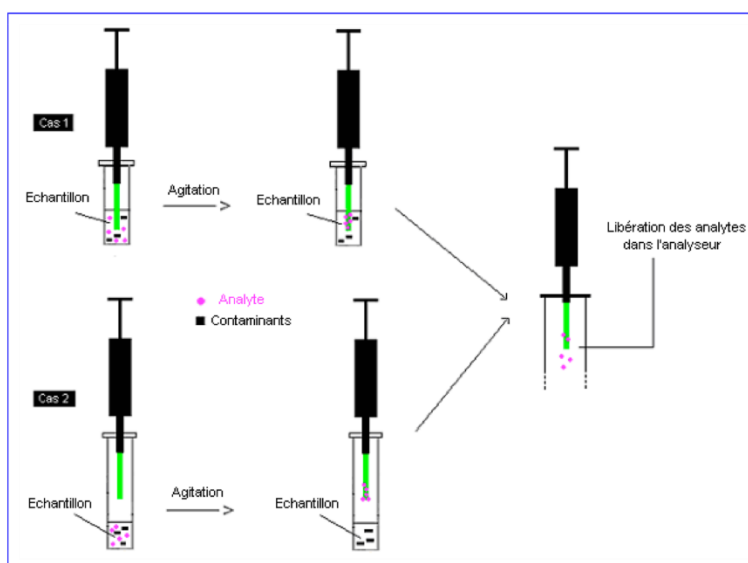 Cas 1
Echantillon
Agitation
Echantillon
Libération des analytes
dans l'analyseur
Analyte
Contaminants
Cas 2
Echantillon
Agitation
Echantillon